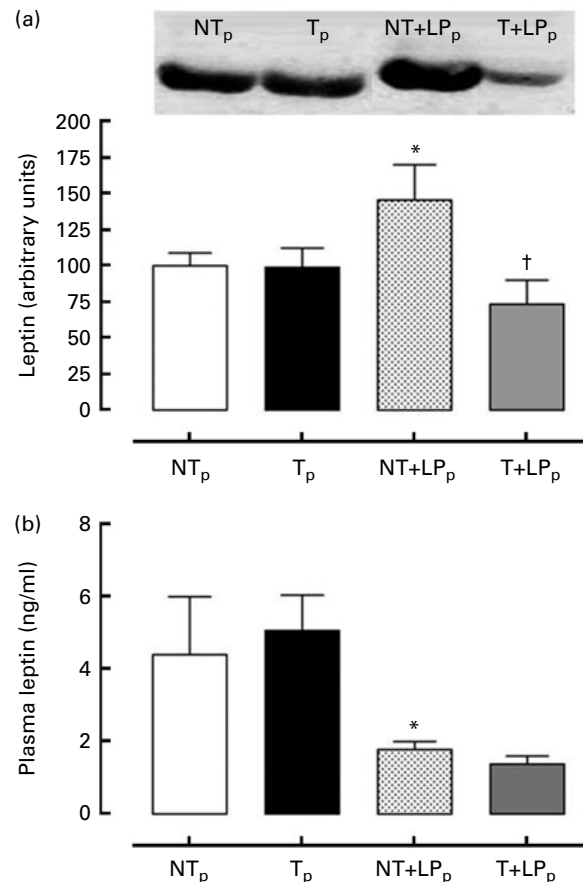 (a)
NTp Tp NT+LPp T+LPp
Leptin (arbitrary units)
200
175
150
125
100
75
50
25
0
*
†
NTp Tp NT+LPp T+LPp
(b)
Plasma leptin (ng/ml)
8
6
4
2
0
*
NTp Tp NT+LPp T+LPp